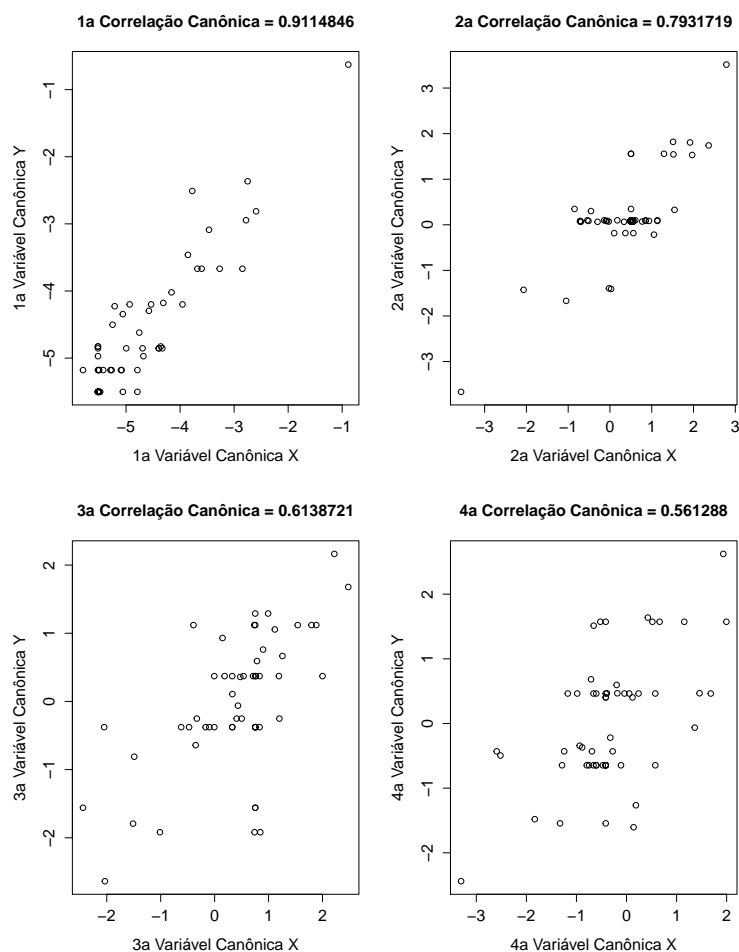 1a Correlação Canônica = 0.9114846
−1
−2
−3
−4
−5
1a Variável Canônica Y
−5 −4 −3 −2 −1
1a Variável Canônica X
2a Correlação Canônica = 0.7931719
3
2
1
0
−1
−2
−3
2a Variável Canônica Y
−3 −2 −1 0 1 2 3
2a Variável Canônica X
3a Correlação Canônica = 0.6138721
2
1
0
−1
−2
3a Variável Canônica Y
−2 −1 0 1 2
3a Variável Canônica X
4a Correlação Canônica = 0.561288
2
1
0
−1
−2
4a Variável Canônica Y
−3 −2 −1 0 1 2
4a Variável Canônica X